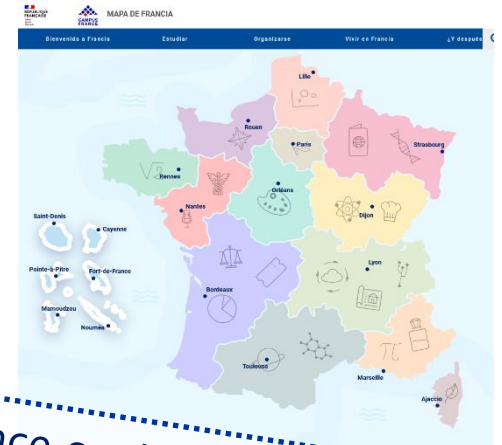 RÉPUBLIQUE
FRANÇAISE
CAMPUS
FRANCE
MAPA DE FRANCIA
Bienvenido a Francia
Estudiar
Organizarse
Vivir en Francia
¿Y después
Lille
Rouen
Paris
Strasbourg
Rennes
Orléans
Nantes
Dijon
Saint-Denis
Cayenne
Pointe-à-Pitre
Fort-de-France
Lyon
Bordeaux
Mamoudzou
Noumea
Toulouse
Marseille
Ajaccio